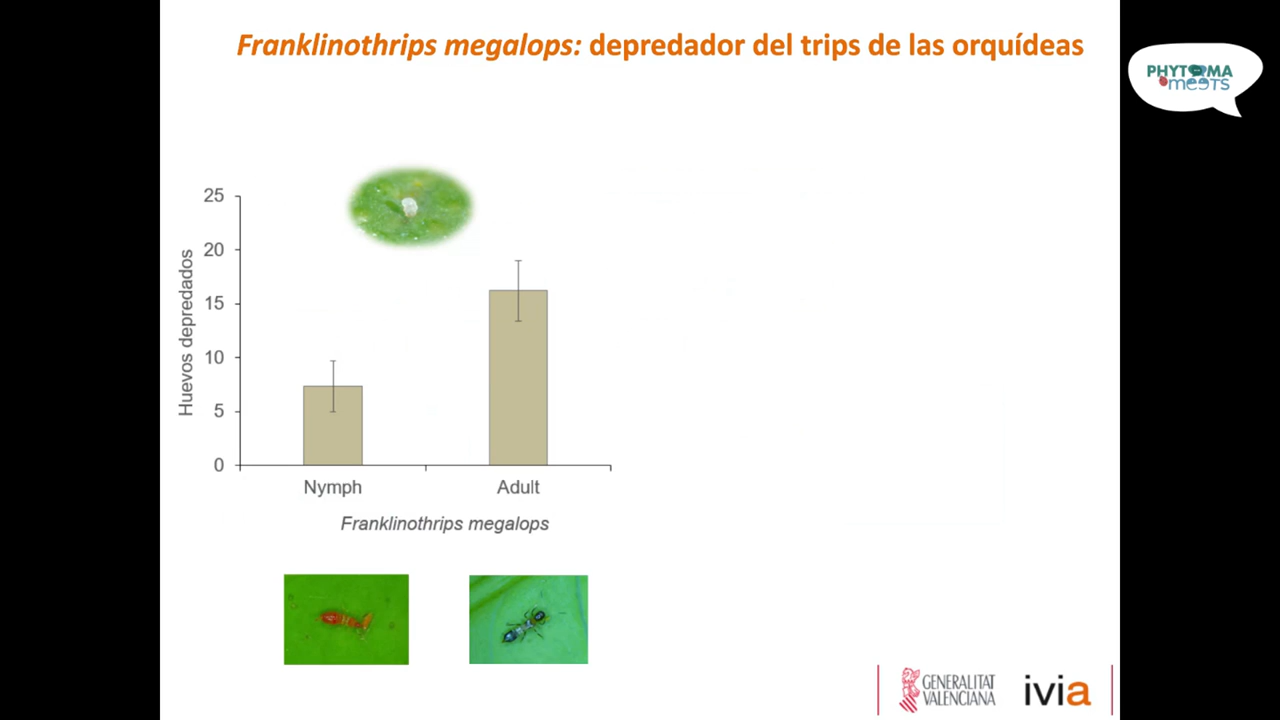 Franklinothrips megalops: depredador del trips de las orquídeas
PHYTOMA
meeTS
Huevos depredados
25
20
15
10
5
0
Nymph
Adult
Franklinothrips megalops
GENERALITAT
VALENCIANA
ivia